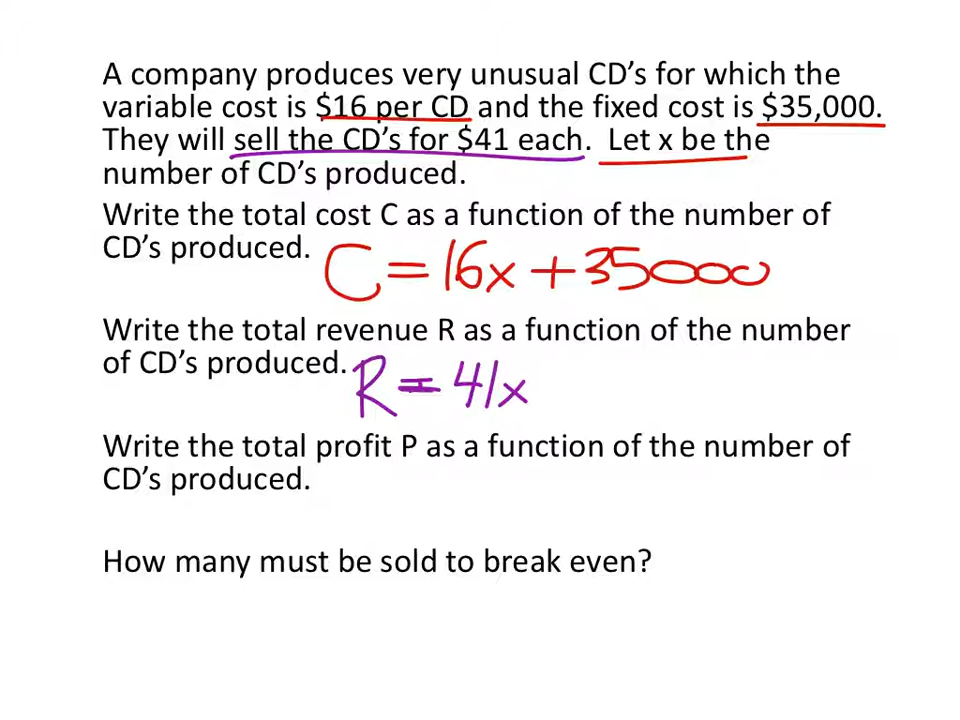 A company produces very unusual CD's for which the
variable cost is $16 per CD and the fixed cost is $35,000.
They will sell the CD's for $41 each. Let x be the
number of CD's produced.
Write the total cost C as a function of the number of
CD's produced.
C = 16x + 35000
Write the total revenue R as a function of the number
of CD's produced.
R = 41x
Write the total profit P as a function of the number of
CD's produced.
How many must be sold to break even?